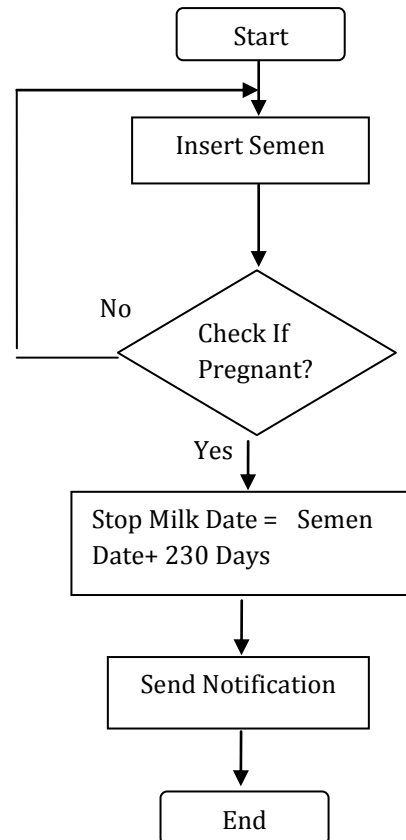 Start
Insert Semen
No
Check If
Pregnant?
Yes
Stop Milk Date = Semen
Date+ 230 Days
Send Notification
End